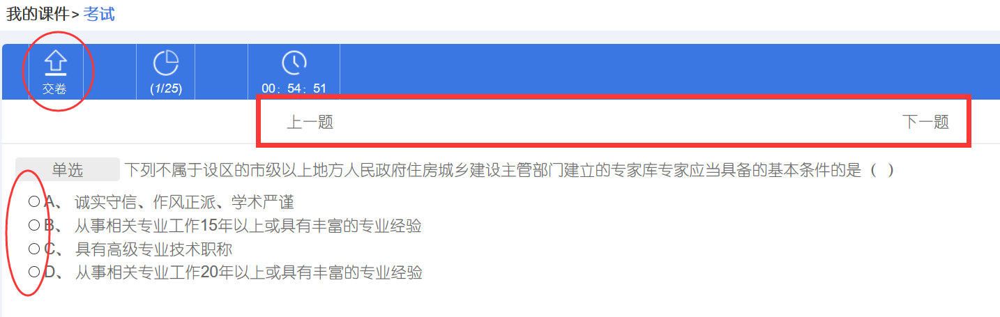 我的课件> 考试
交卷 (1/25) 00：54：51
上一题 下一题
单选 下列不属于设区的市级以上地方人民政府住房城乡建设主管部门建立的专家库专家应当具备的基本条件的是（ ）
A、 诚实守信、作风正派、学术严谨
B、 从事相关专业工作15年以上或具有丰富的专业经验
C、 具有高级专业技术职称
D、 从事相关专业工作20年以上或具有丰富的专业经验